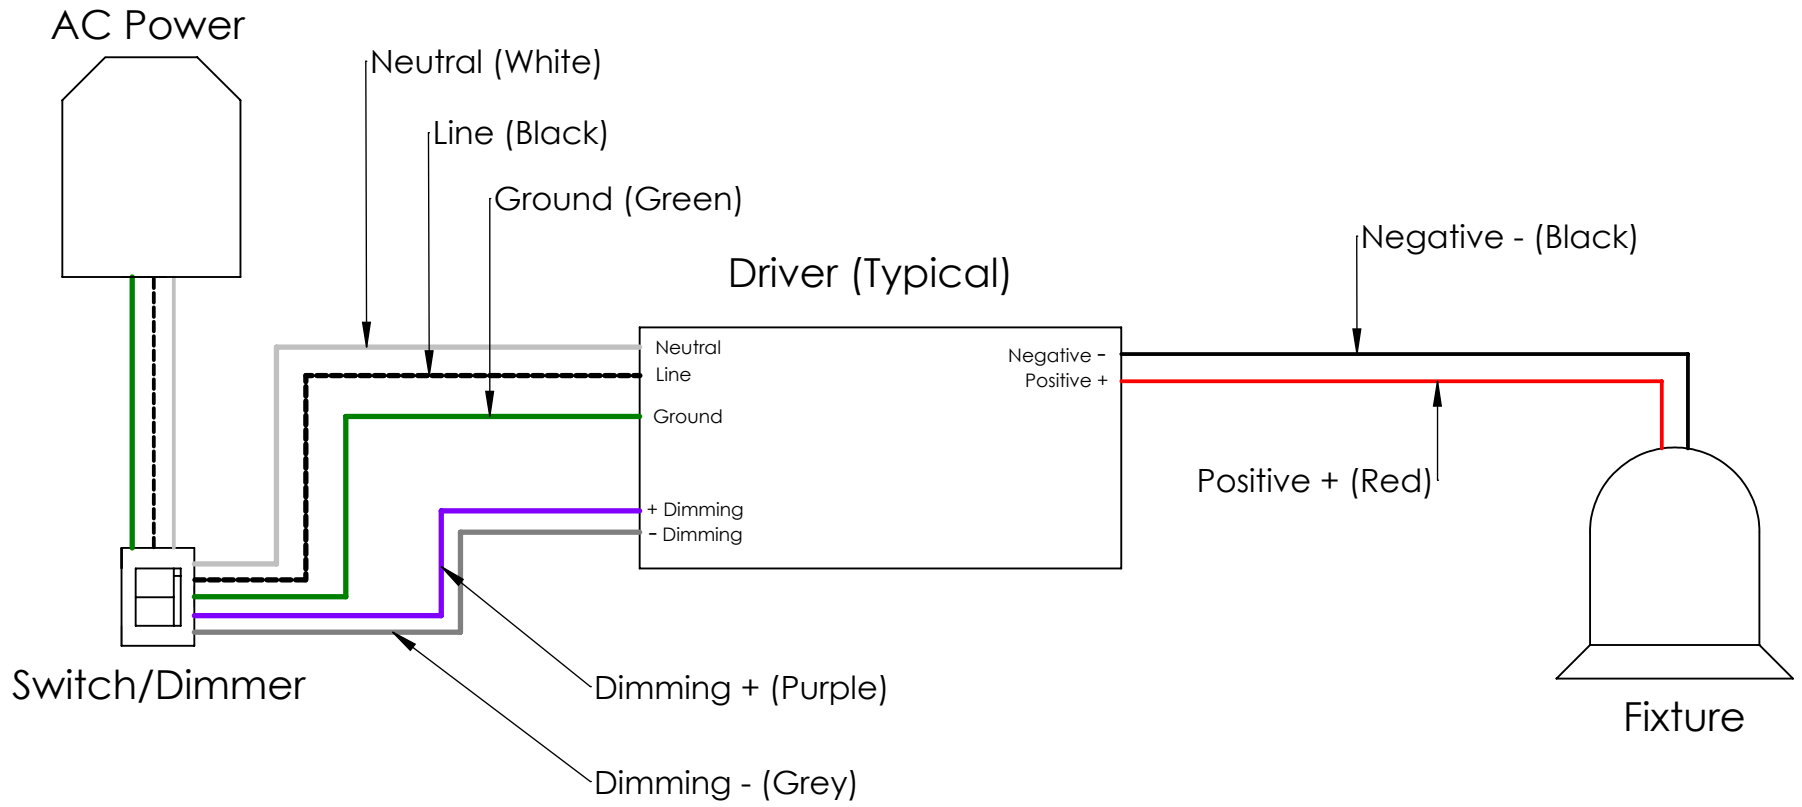 AC Power
Neutral (White)
Line (Black)
Ground (Green)
Negative - (Black)
Driver (Typical)
Neutral
Line
Ground
Negative -
Positive +
Positive + (Red)
+ Dimming
- Dimming
Switch/Dimmer
Dimming + (Purple)
Fixture
Dimming - (Grey)